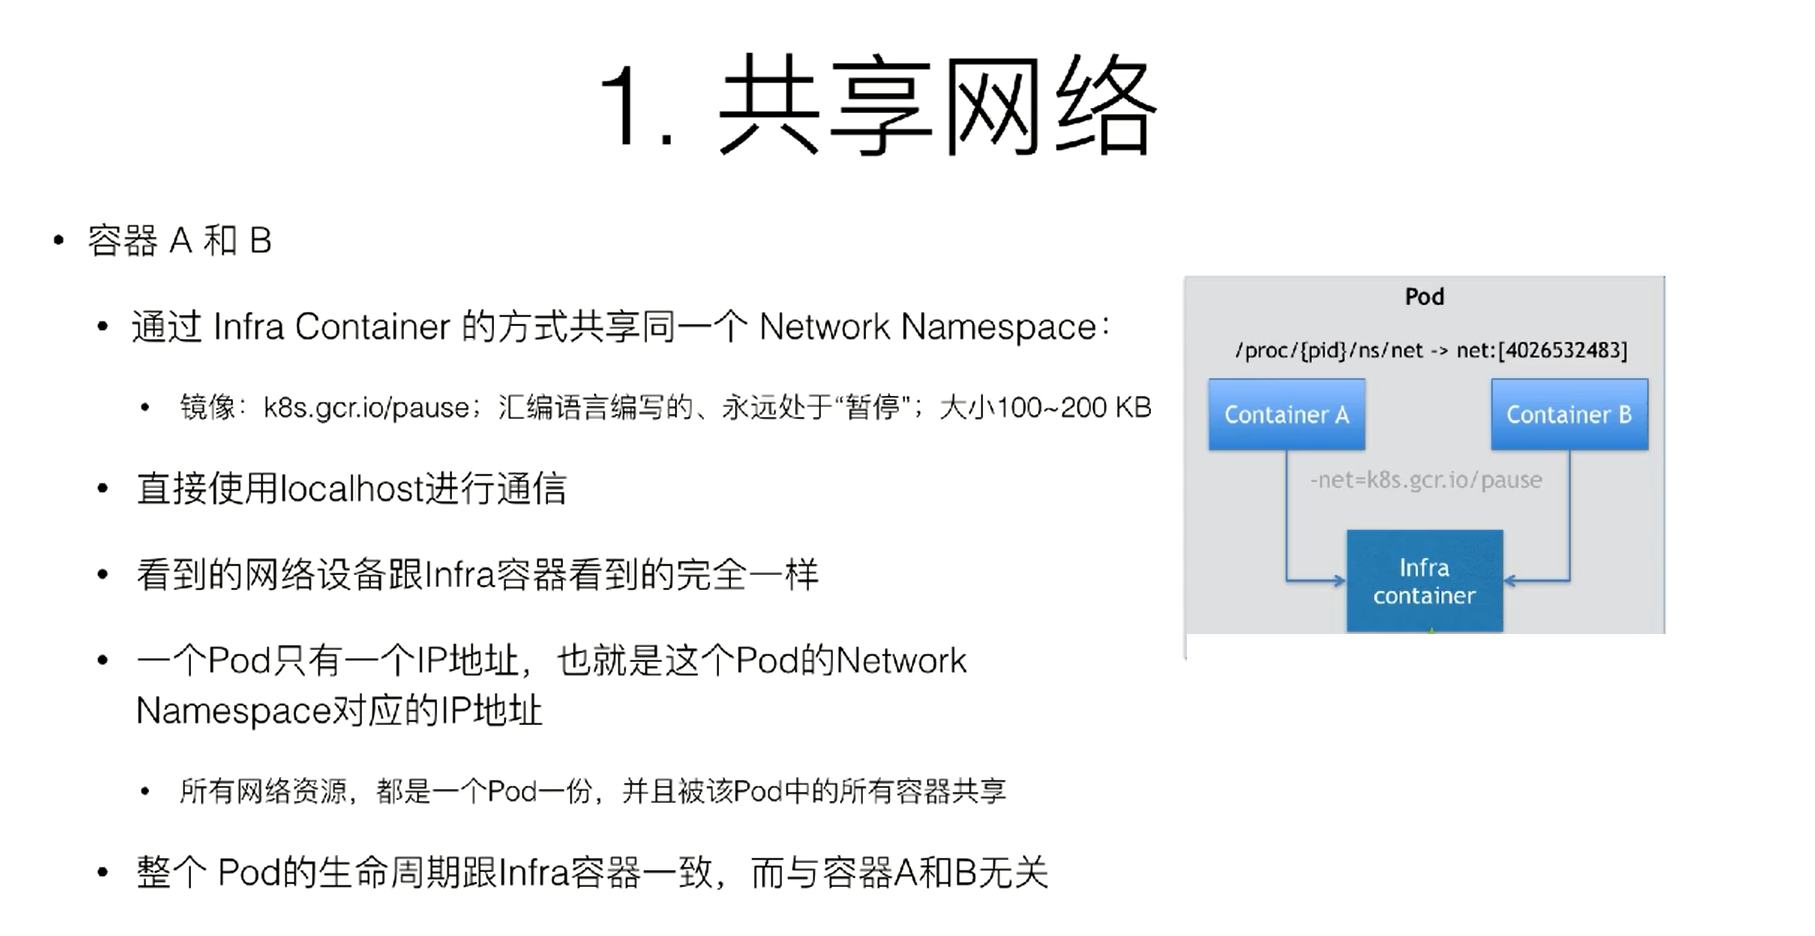 1. 共享网络
• 容器 A 和 B
• 通过 Infra Container 的方式共享同一个 Network Namespace：
• 镜像：k8s.gcr.io/pause；汇编语言编写的、永远处于“暂停”；大小100~200 KB
• 直接使用localhost进行通信
• 看到的网络设备跟Infra容器看到的完全一样
• 一个Pod只有一个IP地址，也就是这个Pod的Network
Namespace对应的IP地址
• 所有网络资源，都是一个Pod一份，并且被该Pod中的所有容器共享
• 整个 Pod的生命周期跟Infra容器一致，而与容器A和B无关
Pod
/proc/{pid}/ns/net -> net:[4026532483]
Container A
Container B
-net=k8s.gcr.io/pause
Infra
container